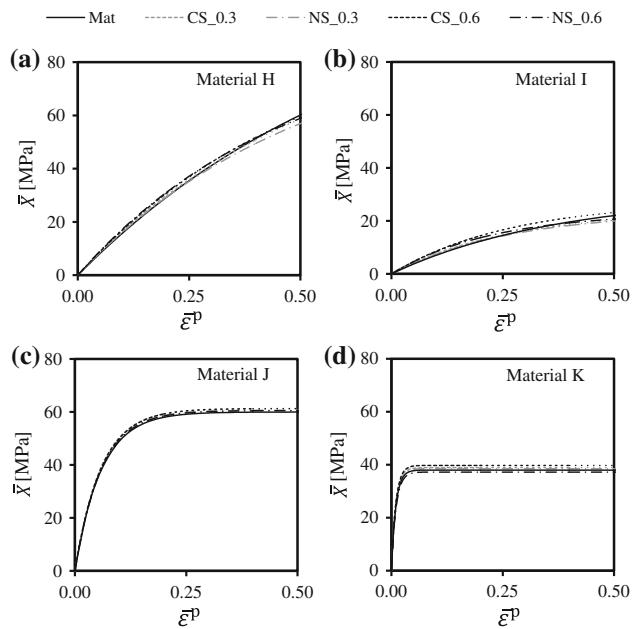 Mat CS_0.3 NS_0.3 CS_0.6 NS_0.6
(a) Material H
80
60
40
20
0
X̄ [MPa]
0.00 0.25 0.50
ε̄ᵖ
(b) Material I
80
60
40
20
0
X̄ [MPa]
0.00 0.25 0.50
ε̄ᵖ
(c) Material J
80
60
40
20
0
X̄ [MPa]
0.00 0.25 0.50
ε̄ᵖ
(d) Material K
80
60
40
20
0
X̄ [MPa]
0.00 0.25 0.50
ε̄ᵖ